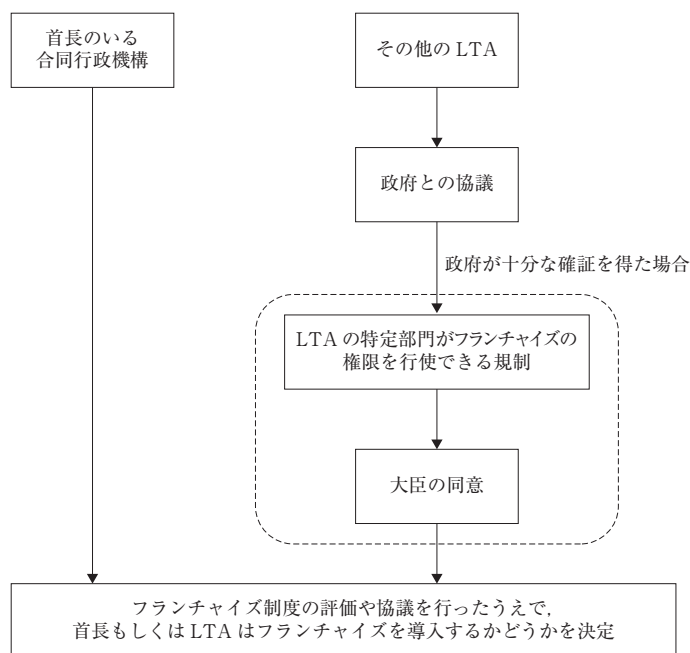 首長のいる
合同行政機構
その他の LTA
政府との協議
政府が十分な確証を得た場合
LTA の特定部門がフランチャイズの
権限を行使できる規制
大臣の同意
フランチャイズ制度の評価や協議を行ったうえで,
首長もしくは LTA はフランチャイズを導入するかどうかを決定